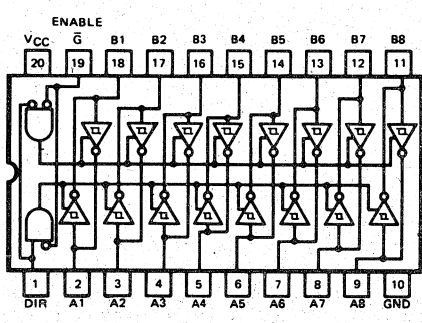 ENABLE
VCC G̅ B1 B2 B3 B4 B5 B6 B7 B8
20 19 18 17 16 15 14 13 12 11
1 2 3 4 5 6 7 8 9 10
DIR A1 A2 A3 A4 A5 A6 A7 A8 GND